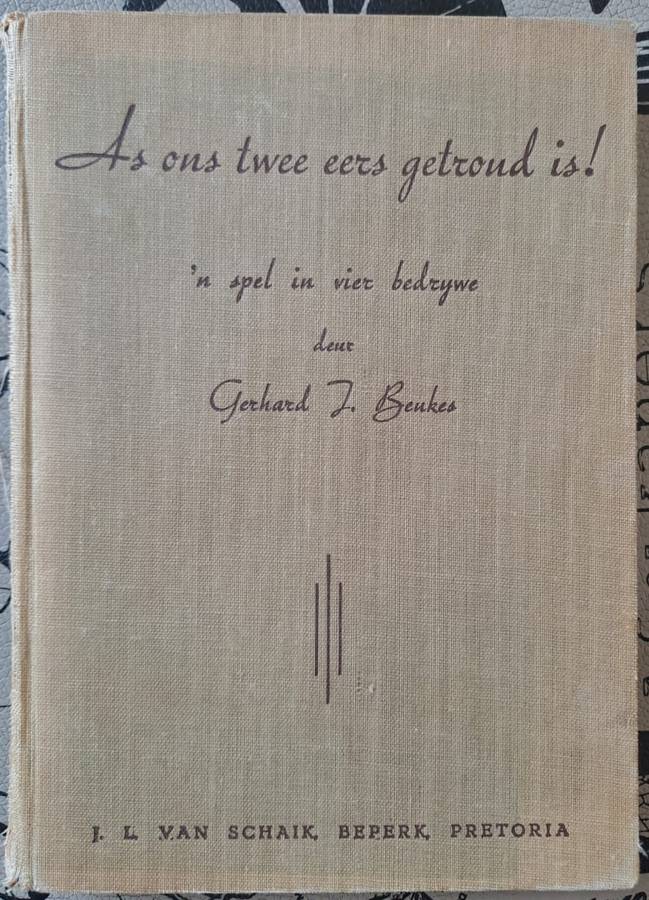 As ons twee eers getroud is!
'n spel in vier bedrywe
deur
Gerhard J. Beukes
J. L. VAN SCHAIK, BEPERK, PRETORIA